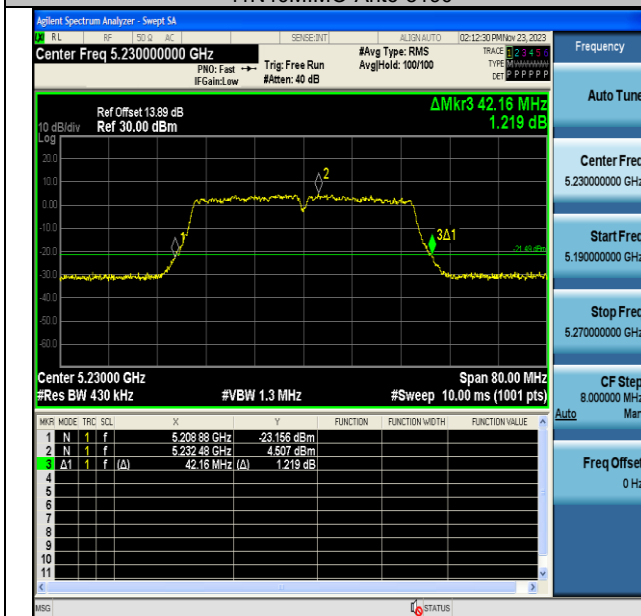 Agilent Spectrum Analyzer - Swept SA
RL RF 50 Ω AC SENSE:INT ALIGN AUTO 02:12:30 PM Nov 23, 2023
Center Freq 5.230000000 GHz #Avg Type: RMS TRACE 1 2 3 4 5 6
PNO: Fast Trig: Free Run Avg|Hold: 100/100 TYPE M
IFGain:Low #Atten: 40 dB DET P P P P P P
Frequency
Auto Tune
Center Freq
5.230000000 GHz
Start Freq
5.190000000 GHz
Stop Freq
5.270000000 GHz
CF Step
8.000000 MHz
Auto Man
Freq Offset
0 Hz
ΔMkr3 42.16 MHz
1.219 dB
Ref Offset 13.89 dB
10 dB/div Ref 30.00 dBm
Log
20.0
10.0
0.00
-10.0
-20.0
-30.0
-40.0
-50.0
-60.0
2
1
3Δ1
-21.49 dBm
Center 5.23000 GHz Span 80.00 MHz
#Res BW 430 kHz #VBW 1.3 MHz #Sweep 10.00 ms (1001 pts)
MKR MODE TRC SCL X Y FUNCTION FUNCTION WIDTH FUNCTION VALUE
1 N 1 f 5.208 88 GHz -23.156 dBm
2 N 1 f 5.232 48 GHz 4.507 dBm
3 Δ1 1 f (Δ) 42.16 MHz (Δ) 1.219 dB
4
5
6
7
8
9
10
11
MSG STATUS